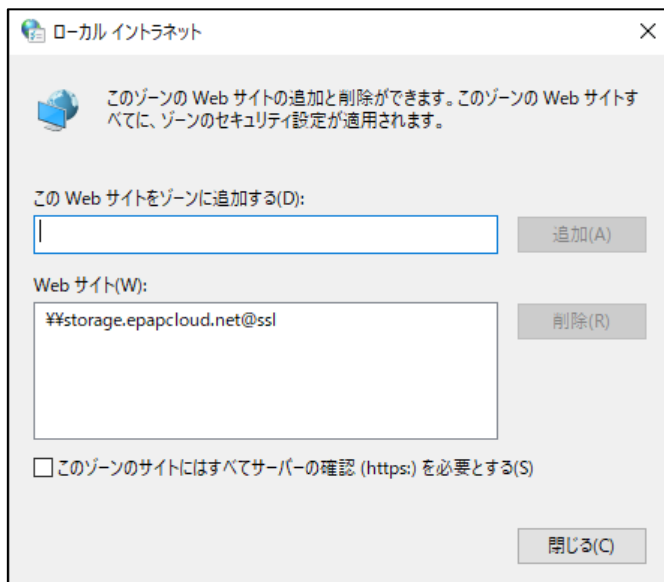 ローカル イントラネット
このゾーンの Web サイトの追加と削除ができます。このゾーンの Web サイトす
べてに、ゾーンのセキュリティ設定が適用されます。
この Web サイトをゾーンに追加する(D):
追加(A)
Web サイト(W):
¥¥storage.epapcloud.net@ssl
削除(R)
このゾーンのサイトにはすべてサーバーの確認 (https:) を必要とする(S)
閉じる(C)